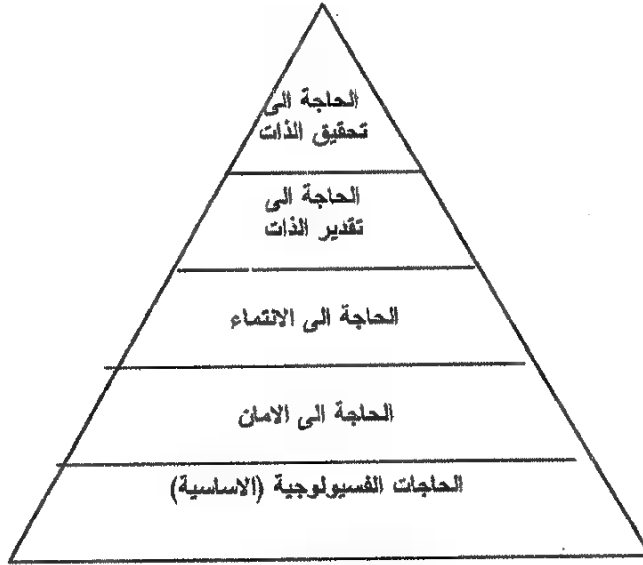 الحاجة الى
تحقيق الذات
الحاجة الى
تقدير الذات
الحاجة الى الانتماء
الحاجة الى الامان
الحاجات الفسيولوجية (الاساسية)